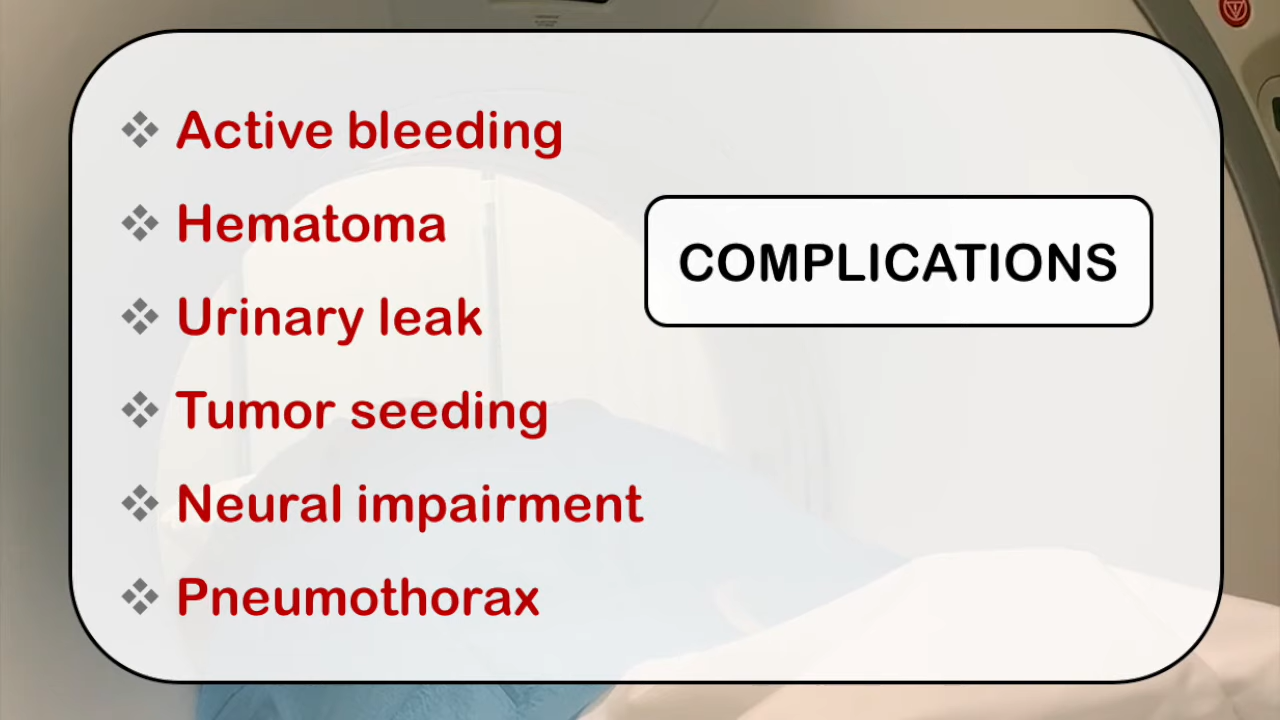 Active bleeding
Hematoma
Urinary leak
Tumor seeding
Neural impairment
Pneumothorax
COMPLICATIONS